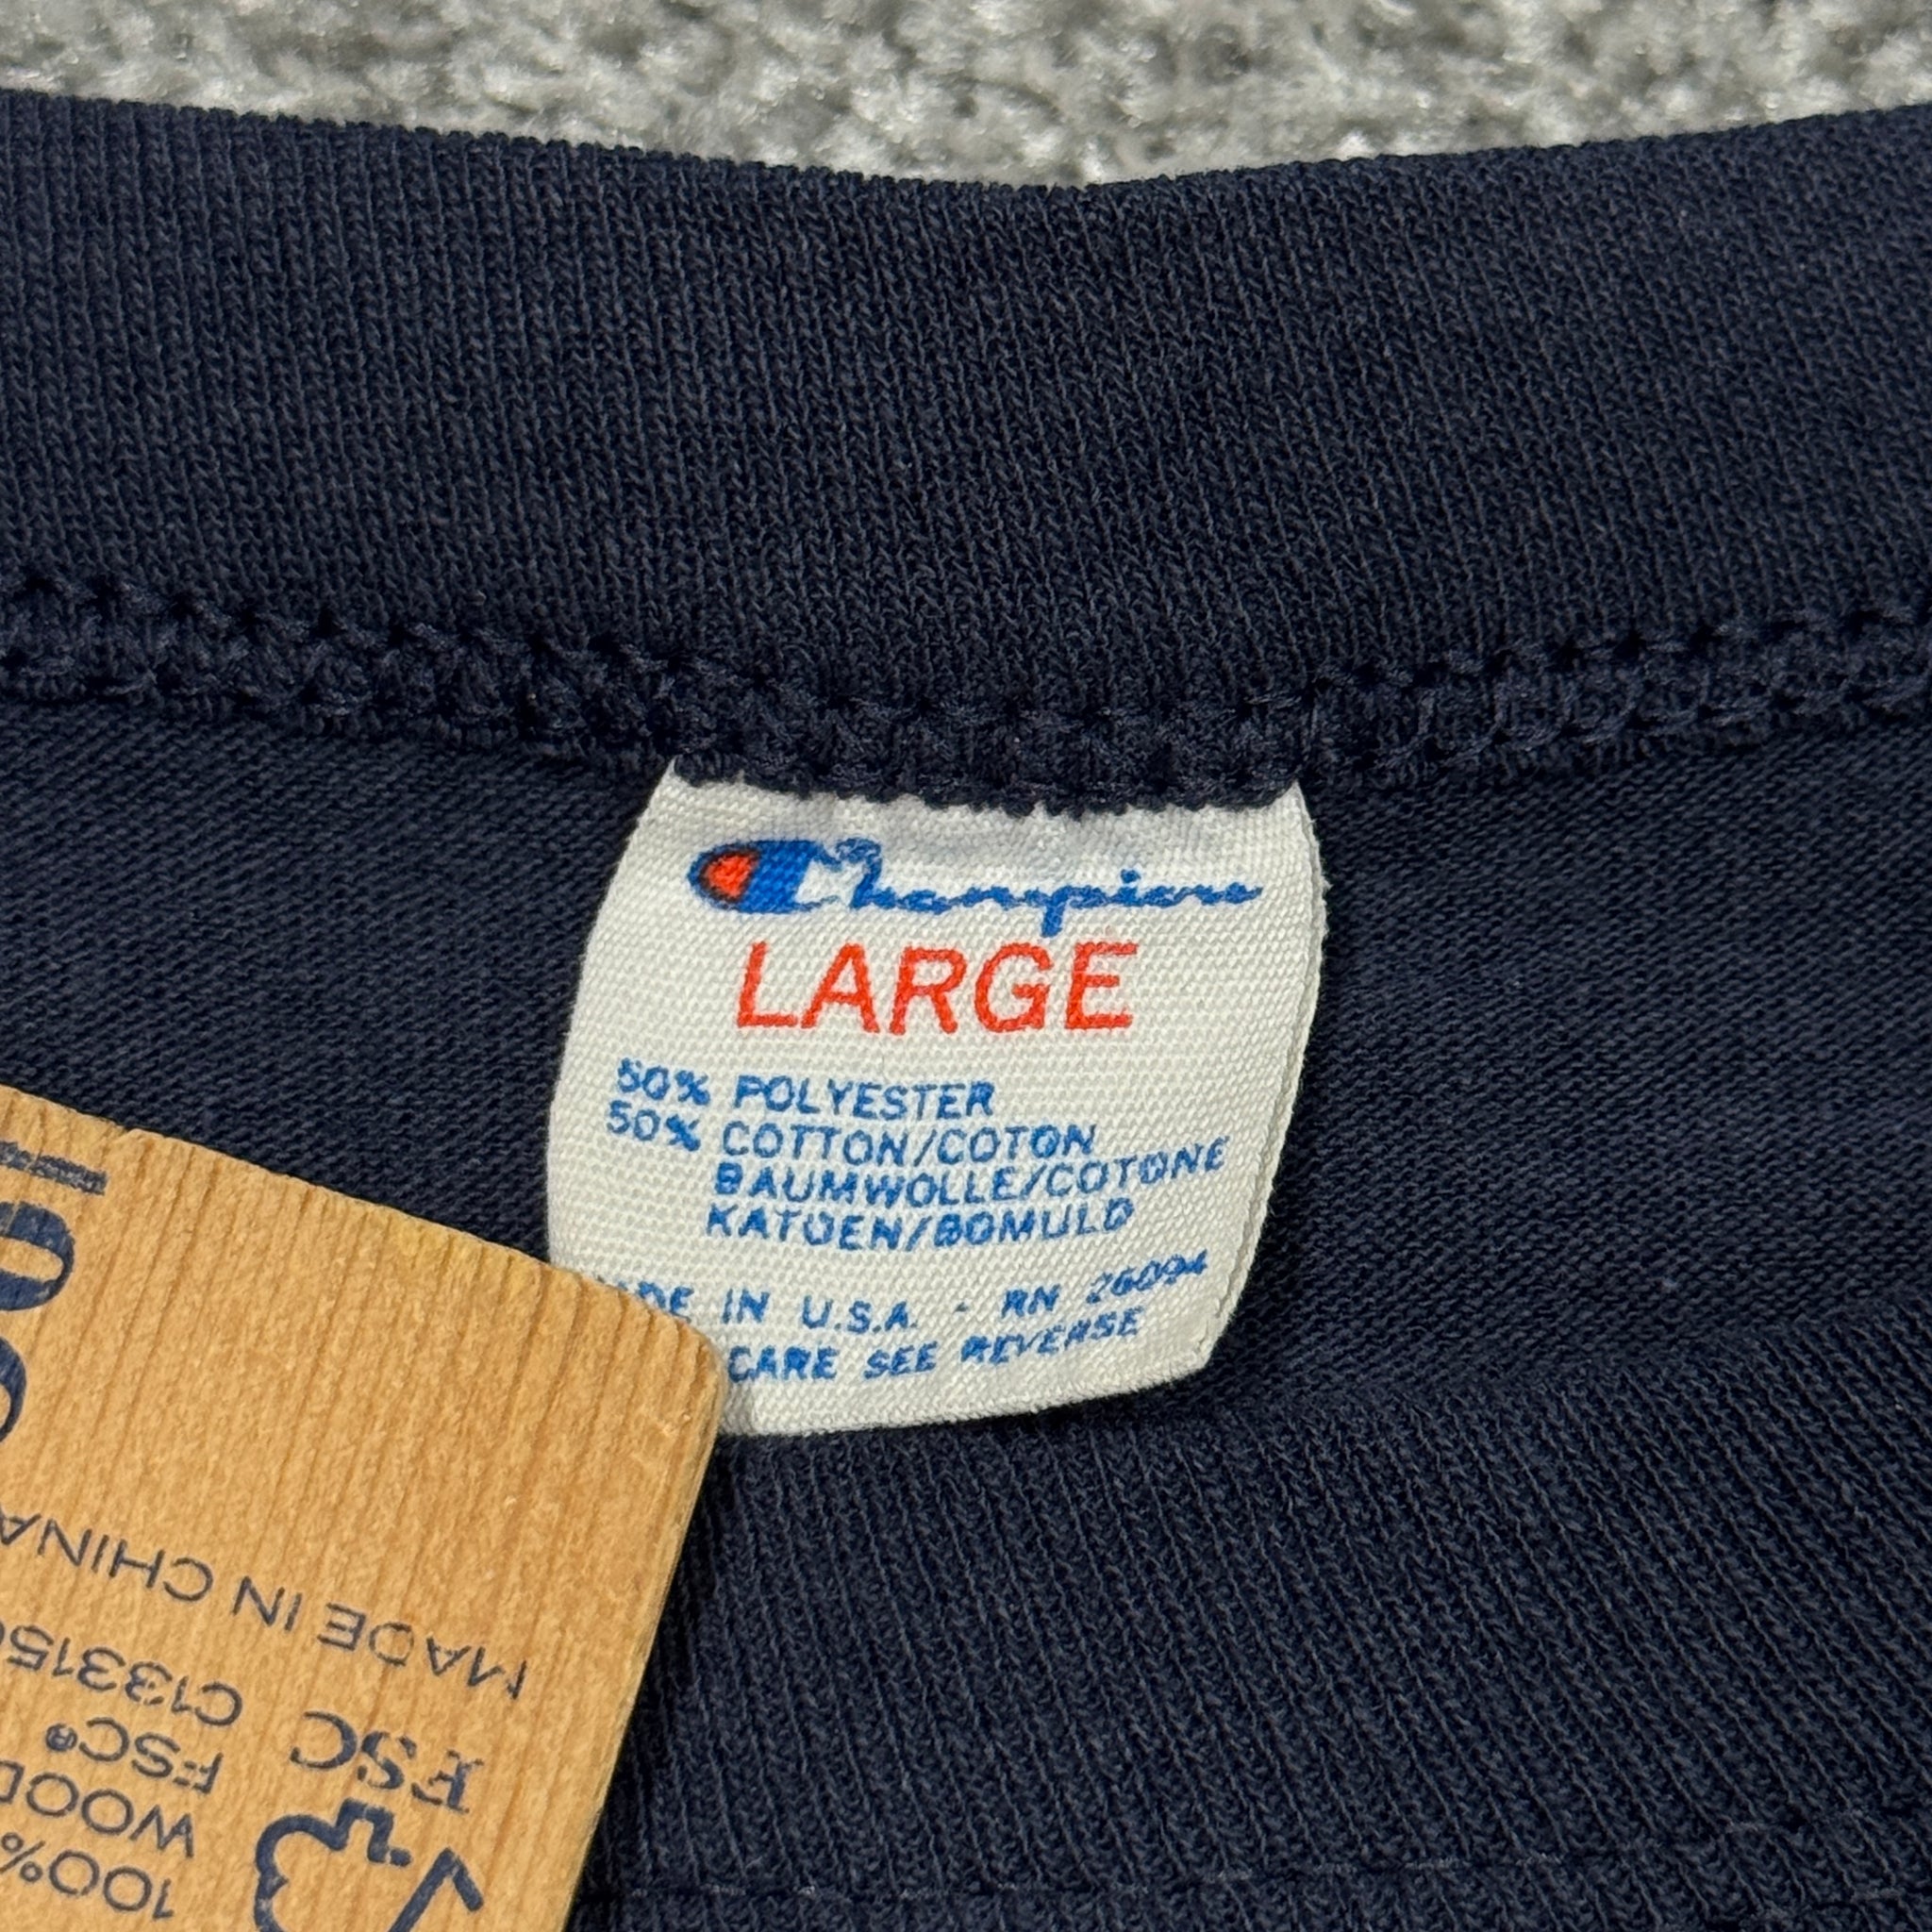 Champion
LARGE
50% POLYESTER
50% COTTON/COTON
BAUMWOLLE/COTONE
KATOEN/BOMULD
IN U.S.A. - RN 26094
CARE SEE REVERSE
100%
WOOD
FSC®
FSC
MADE IN CHINA